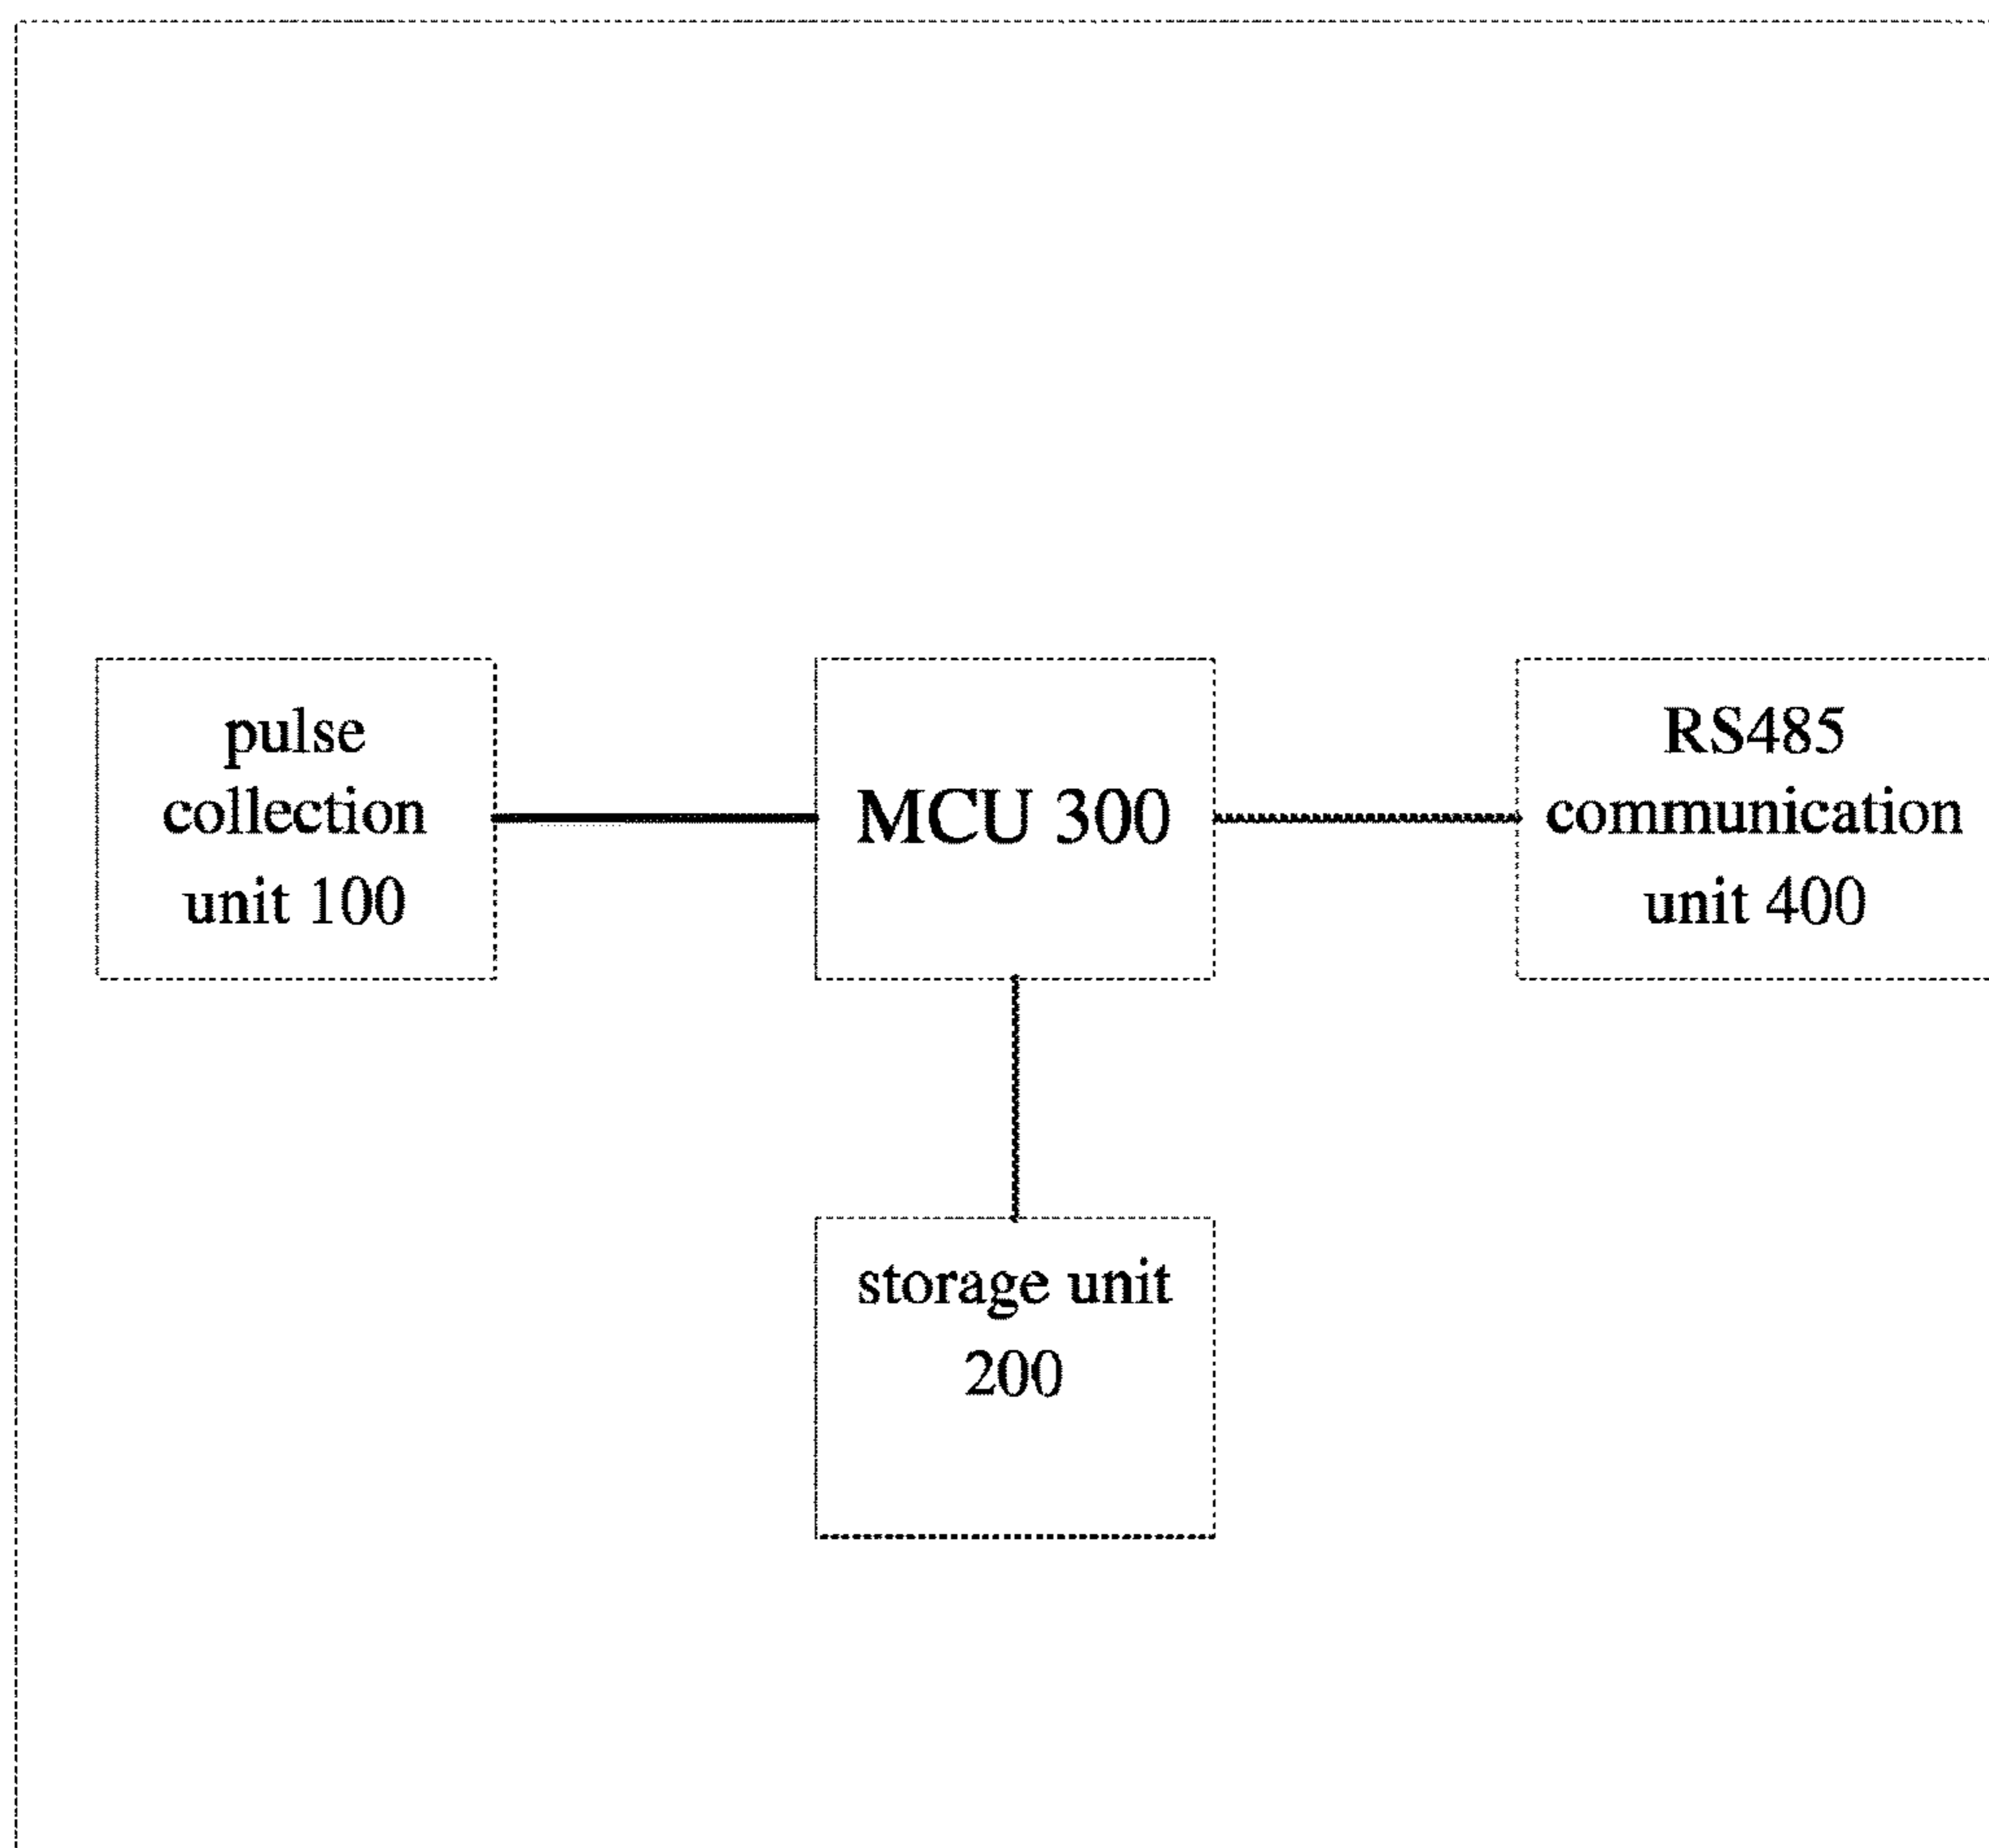 pulse
collection
unit 100
MCU 300
RS485
communication
unit 400
storage unit
200